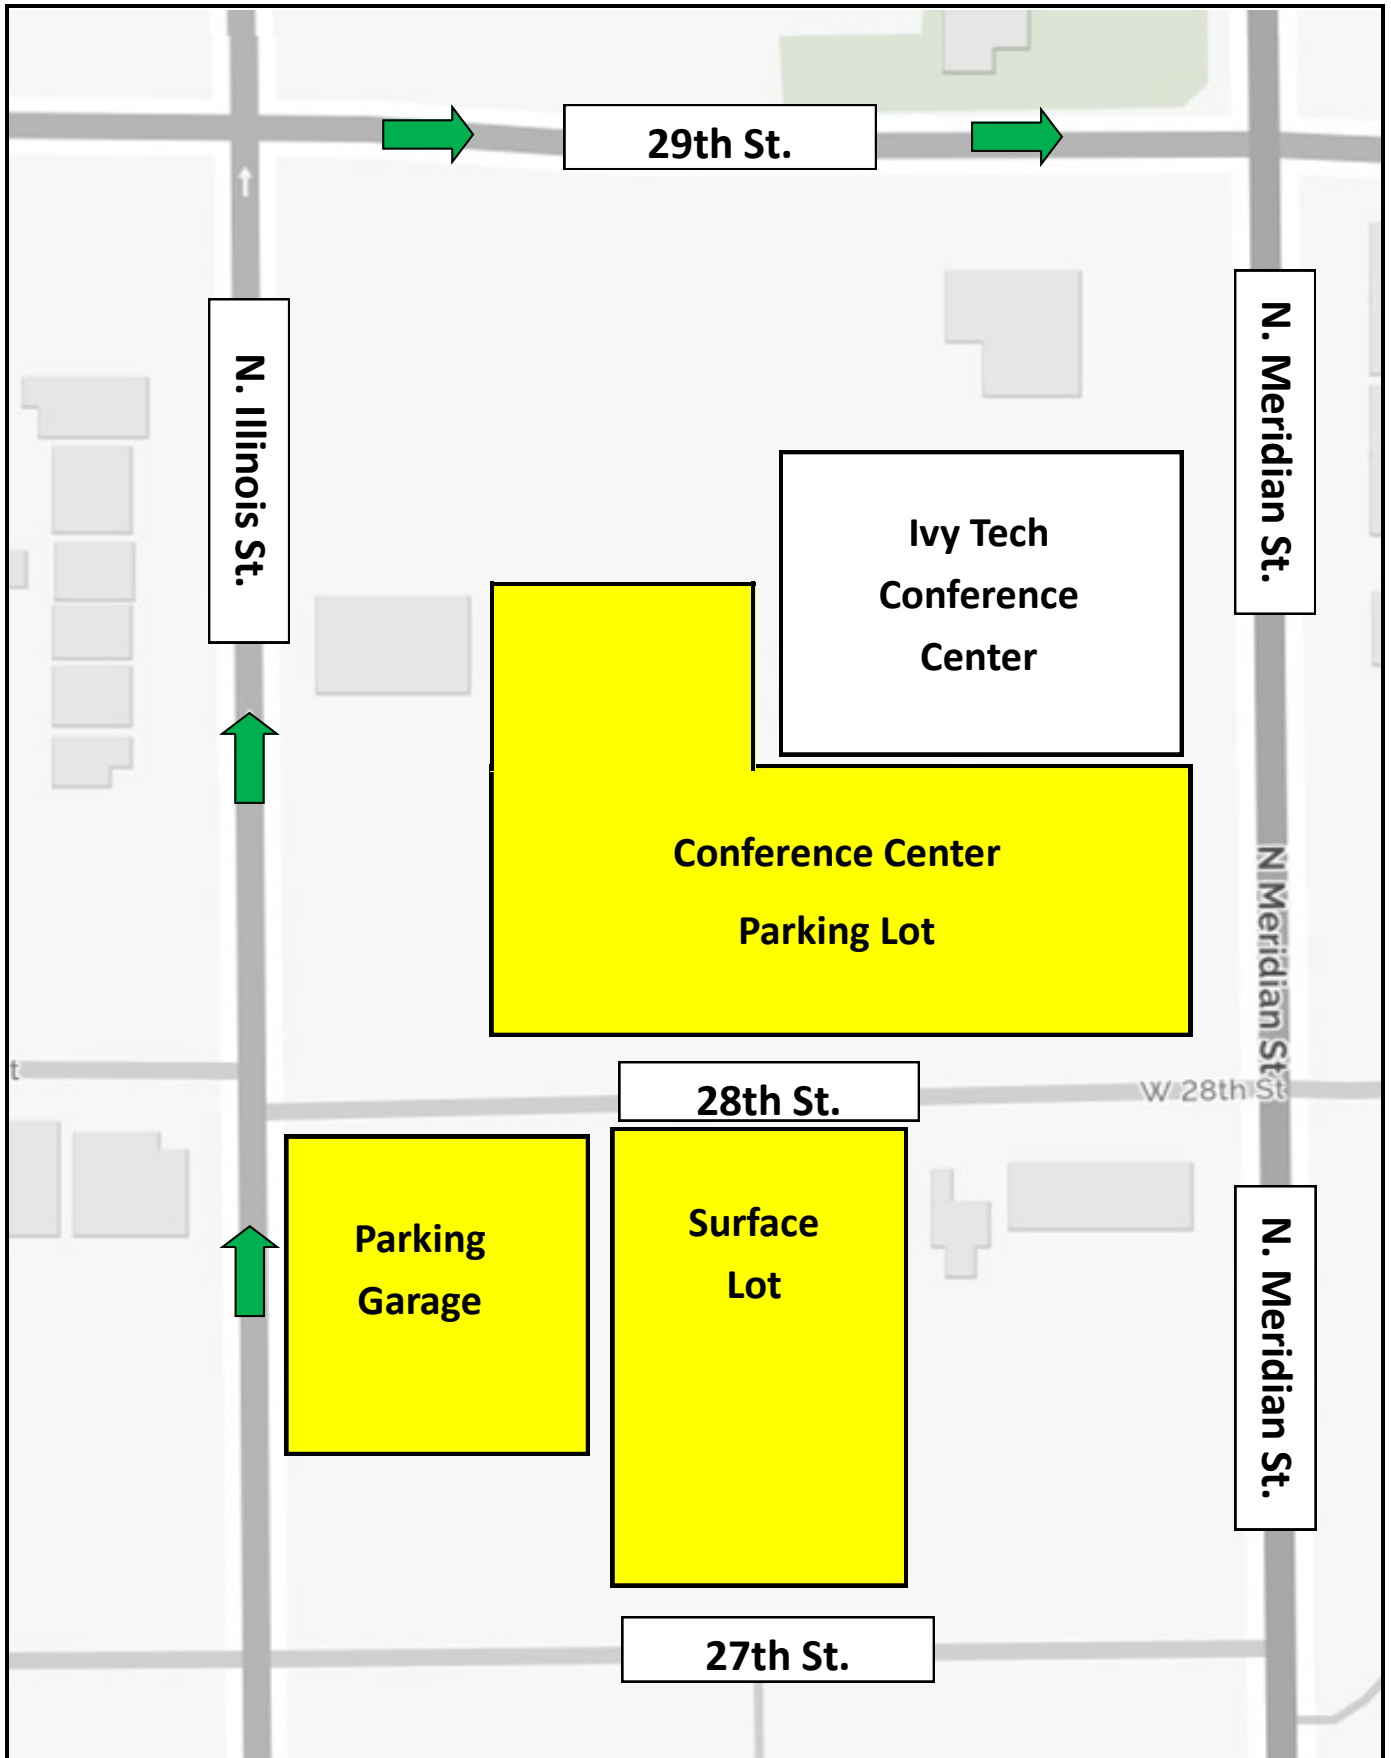 29th St.
N. Illinois St.
N. Meridian St.
Ivy Tech
Conference
Center
Conference Center
Parking Lot
N Meridian St
t
28th St.
W 28th St
Parking
Garage
Surface
Lot
N. Meridian St.
27th St.